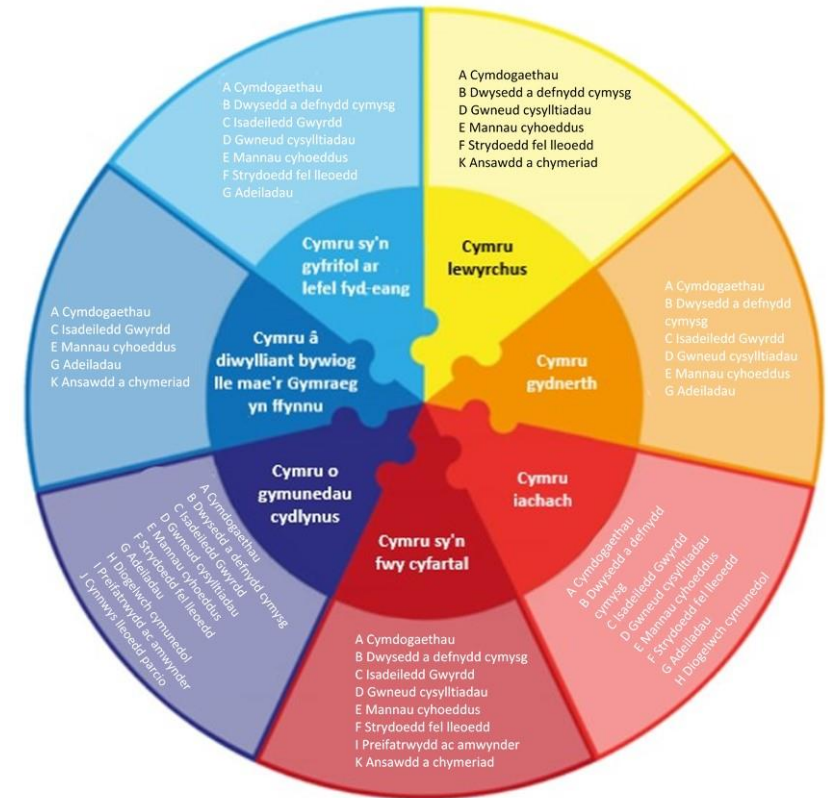 A Cymdogaethau
B Dwysedd a defnydd cymysg
D Gwneud cysylltiadau
E Mannau cyhoeddus
F Strydoedd fel lleoedd
K Ansawdd a chymeriad
Cymru
lewyrchus
A Cymdogaethau
B Dwysedd a defnydd
cymysg
C Isadeiledd Gwyrdd
D Gwneud cysylltiadau
E Mannau cyhoeddus
G Adeiladau
Cymru
gydnerth
A Cymdogaethau
B Dwysedd a defnydd
cymysg
C Isadeiledd Gwyrdd
D Gwneud cysylltiadau
E Mannau cyhoeddus
F Strydoedd fel lleoedd
G Adeiladau
H Diogelwch cymunedol
Cymru
iachach
A Cymdogaethau
B Dwysedd a defnydd cymysg
C Isadeiledd Gwyrdd
D Gwneud cysylltiadau
E Mannau cyhoeddus
F Strydoedd fel lleoedd
I Preifatrwydd ac amwynder
K Ansawdd a chymeriad
Cymru sy'n
fwy cyfartal
A Cymdogaethau
B Dwysedd a defnydd cymysg
C Isadeiledd Gwyrdd
D Gwneud cysylltiadau
E Mannau cyhoeddus
F Strydoedd fel lleoedd
G Adeiladau
H Diogelwch cymunedol
I Preifatrwydd ac amwynder
J Cynnwys lleoedd parcio
Cymru o
gymunedau
cydlynus
A Cymdogaethau
C Isadeiledd Gwyrdd
E Mannau cyhoeddus
G Adeiladau
K Ansawdd a chymeriad
Cymru â
diwylliant bywiog
lle mae'r Gymraeg
yn ffynnu
A Cymdogaethau
B Dwysedd a defnydd cymysg
C Isadeiledd Gwyrdd
D Gwneud cysylltiadau
E Mannau cyhoeddus
F Strydoedd fel lleoedd
G Adeiladau
Cymru sy'n
gyfrifol ar
lefel fyd-eang